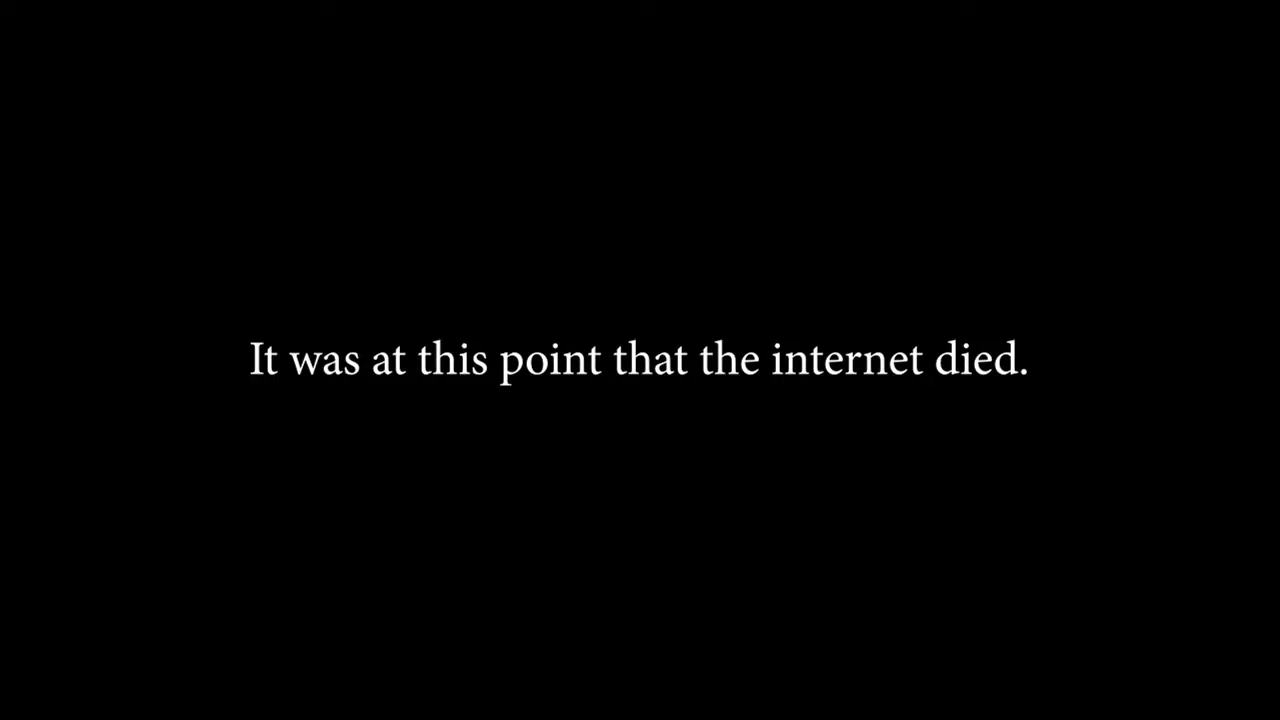 It was at this point that the internet died.